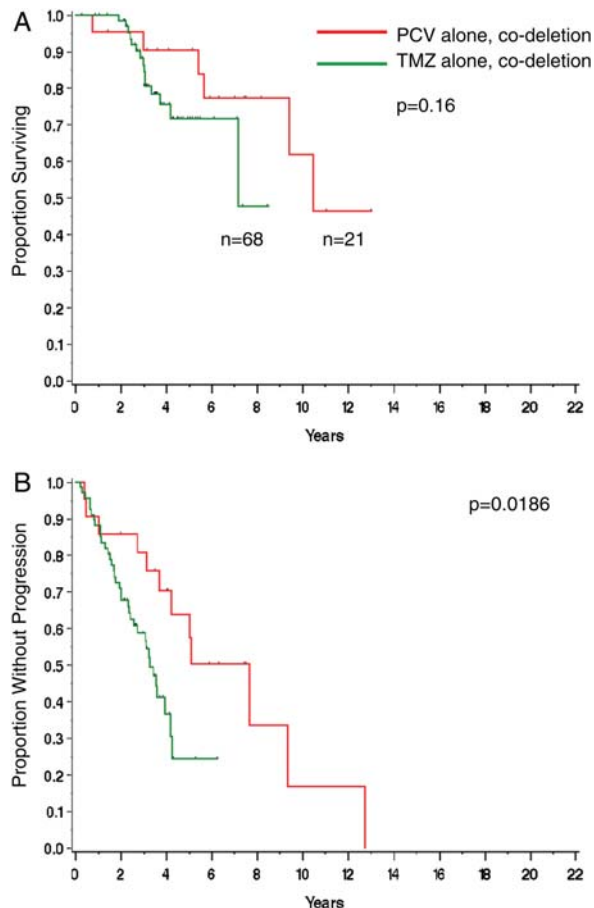 A
PCV alone, co-deletion
TMZ alone, co-deletion
p=0.16
n=68
n=21
Proportion Surviving
1.0
0.9
0.8
0.7
0.6
0.5
0.4
0.3
0.2
0.1
0.0
0 2 4 6 8 10 12 14 16 18 20 22
Years
B
p=0.0186
Proportion Without Progression
1.0
0.9
0.8
0.7
0.6
0.5
0.4
0.3
0.2
0.1
0.0
0 2 4 6 8 10 12 14 16 18 20 22
Years